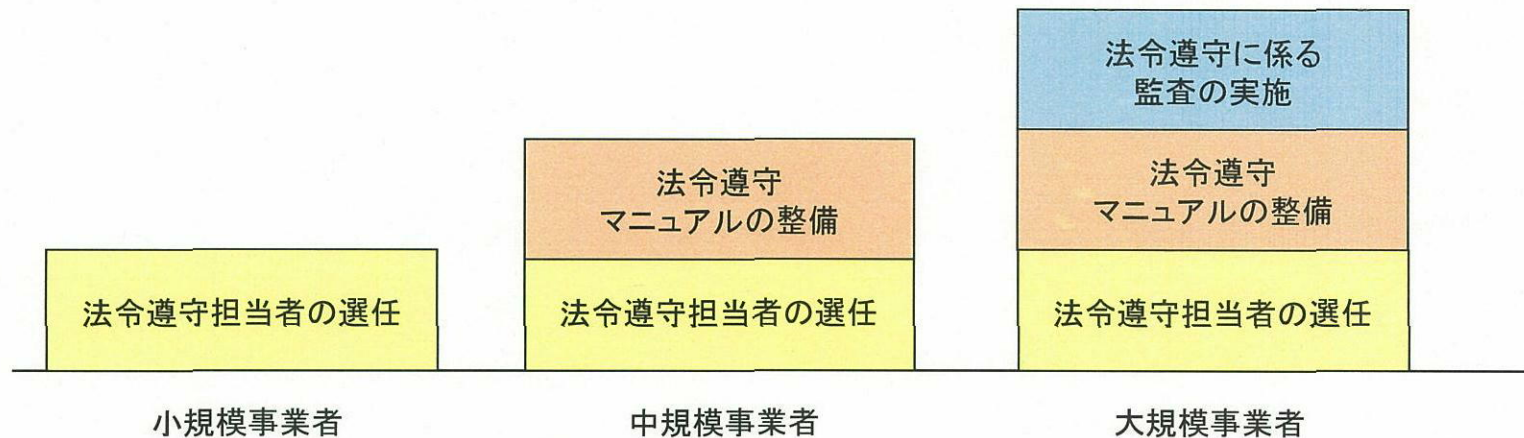 法令遵守に係る
監査の実施
法令遵守
マニュアルの整備
法令遵守
マニュアルの整備
法令遵守担当者の選任
法令遵守担当者の選任
法令遵守担当者の選任
小規模事業者
中規模事業者
大規模事業者